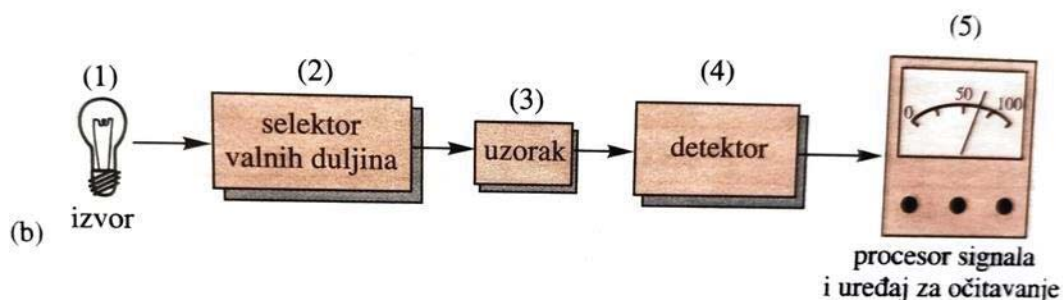 (1)
(2)
(3)
(4)
(5)
selektor
valnih duljina
uzorak
detektor
0
50
100
izvor
(b)
procesor signala
i uređaj za očitavanje